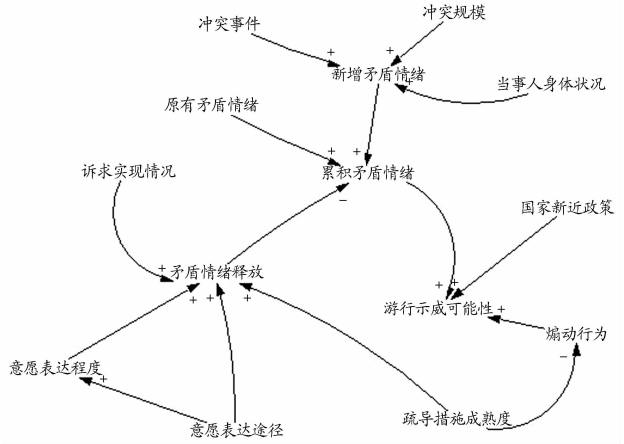 冲突事件
冲突规模
+
+
新增矛盾情绪
+
当事人身体状况
原有矛盾情绪
+
+
诉求实现情况
累积矛盾情绪
−
国家新近政策
+
矛盾情绪释放
+
+
+
+
+
游行示威可能性
+
煽动行为
−
意愿表达程度
+
意愿表达途径
疏导措施成熟度